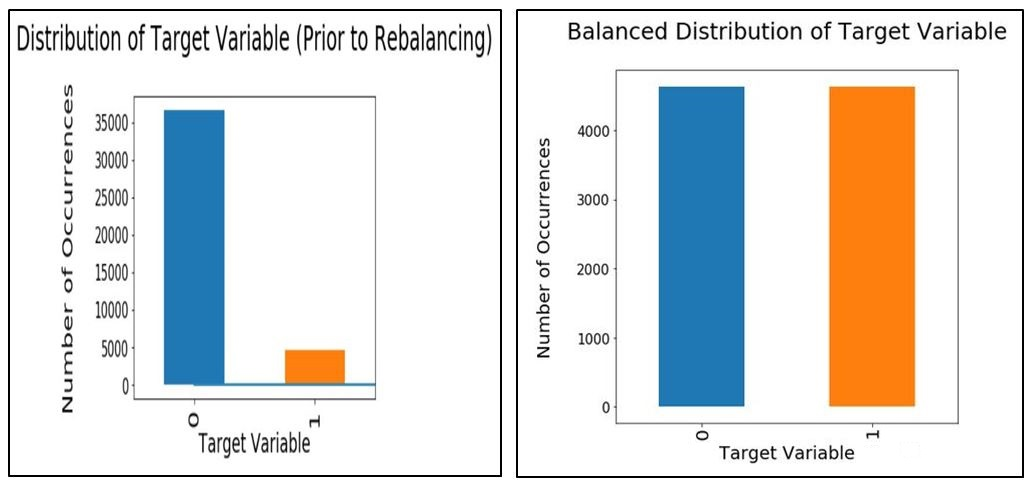 Distribution of Target Variable (Prior to Rebalancing)
Number of Occurrences
35000
30000
25000
20000
15000
10000
5000
0
0
1
Target Variable
Balanced Distribution of Target Variable
Number of Occurrences
4000
3000
2000
1000
0
0
1
Target Variable